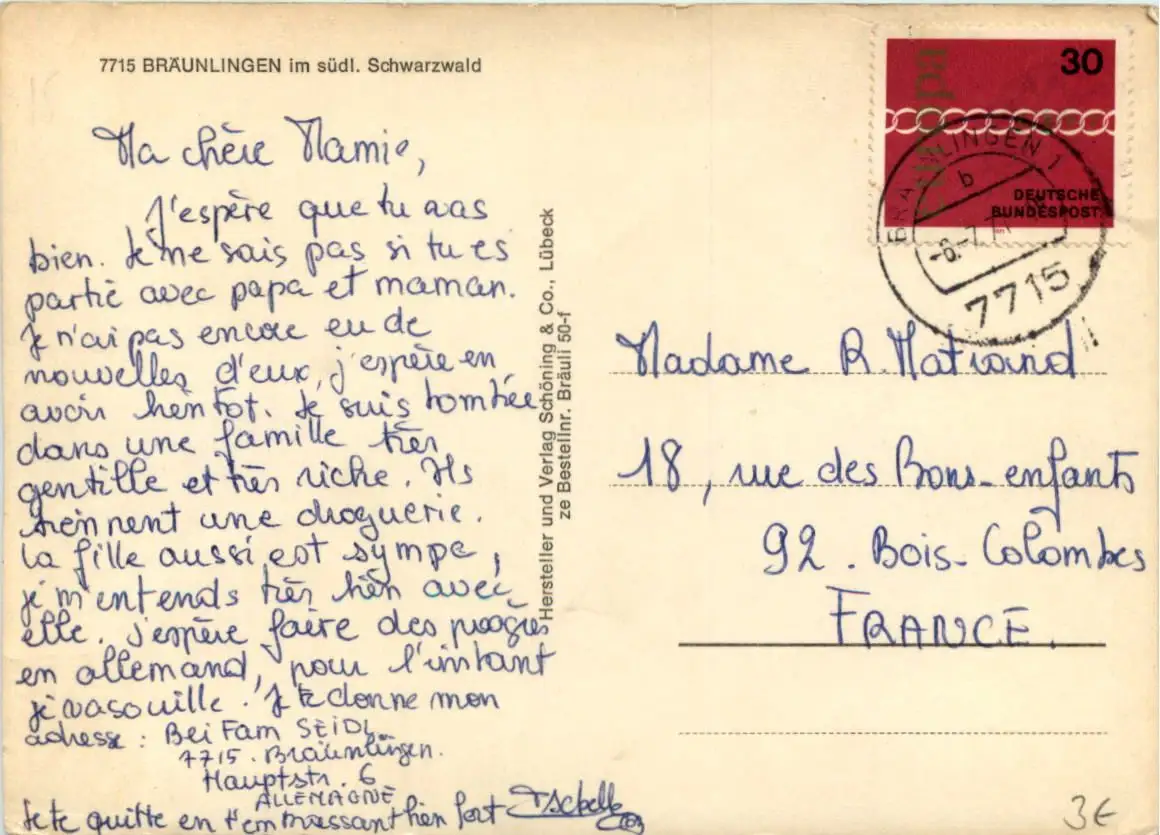 7715 BRÄUNLINGEN im südl. Schwarzwald
Ma chère Mamie,
J'espère que tu vas
bien. Je ne sais pas si tu es
partie avec papa et maman.
Je n'ai pas encore eu de
nouvelles d'eux, j'espère en
avoir bientôt. Je suis tombée
dans une famille très
gentille et très riche. Ils
tiennent une droguerie.
La fille aussi est sympa,
je m'entends très bien avec
elle. J'espère faire des progrès
en allemand, pour l'instant
je vasouille. Je te donne mon
adresse : Bei Fam SEIDL
7715. Bräunlingen.
Hauptstr. 6
ALLEMAGNE
Je te quitte en t'embrassant bien fort
Hersteller und Verlag Schöning & Co., Lübeck
ze Bestellnr. Bräuli 50-f
europa
30
DEUTSCHE
BUNDESPOST
BRÄUNLINGEN 1
b
7715
Madame R. Matrand
18, rue des Bons-enfants
92. Bois-Colombes
FRANCE.
3€